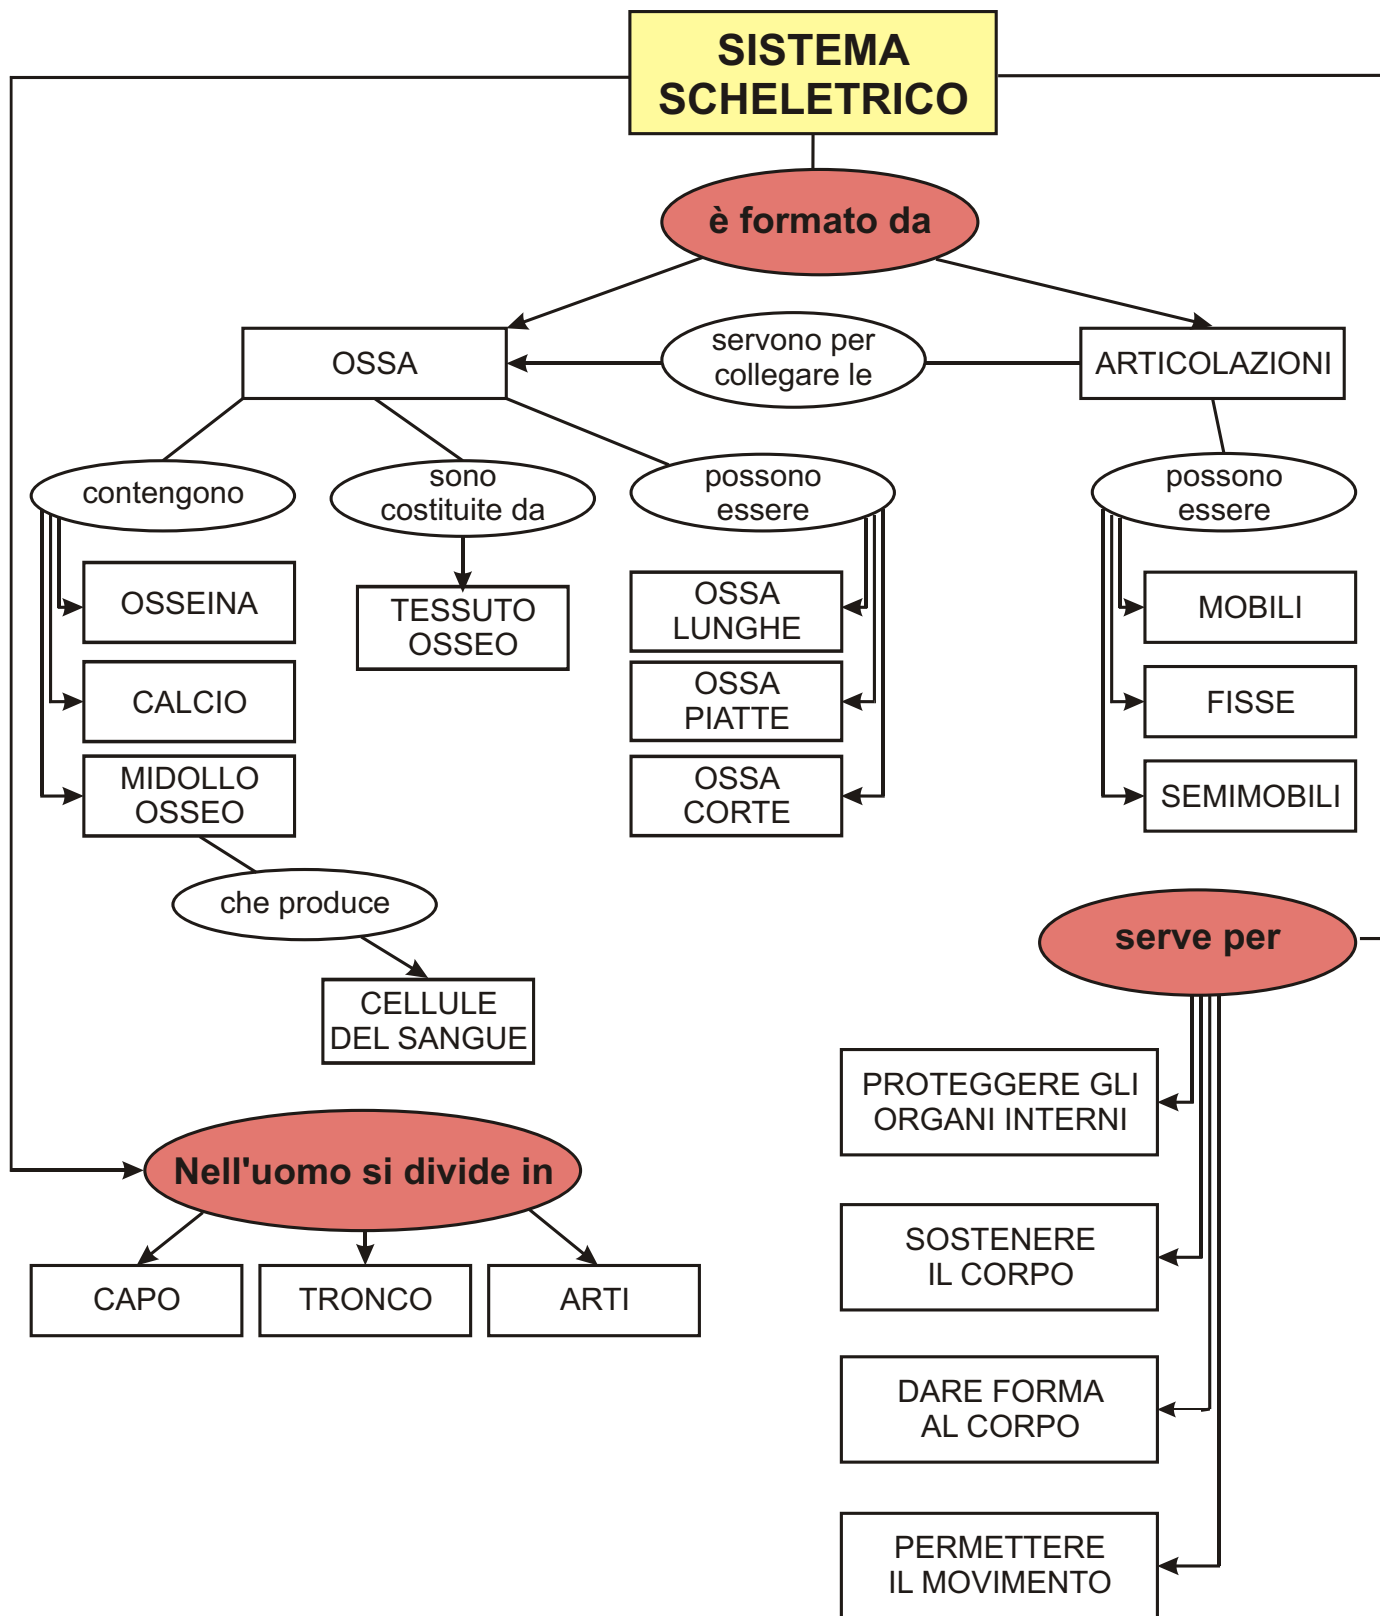 SISTEMA
SCHELETRICO
è formato da
OSSA
servono per
collegare le
ARTICOLAZIONI
contengono
sono
costituite da
possono
essere
possono
essere
OSSEINA
CALCIO
MIDOLLO
OSSEO
TESSUTO
OSSEO
OSSA
LUNGHE
OSSA
PIATTE
OSSA
CORTE
MOBILI
FISSE
SEMIMOBILI
che produce
CELLULE
DEL SANGUE
serve per
PROTEGGERE GLI
ORGANI INTERNI
SOSTENERE
IL CORPO
DARE FORMA
AL CORPO
PERMETTERE
IL MOVIMENTO
Nell'uomo si divide in
CAPO
TRONCO
ARTI